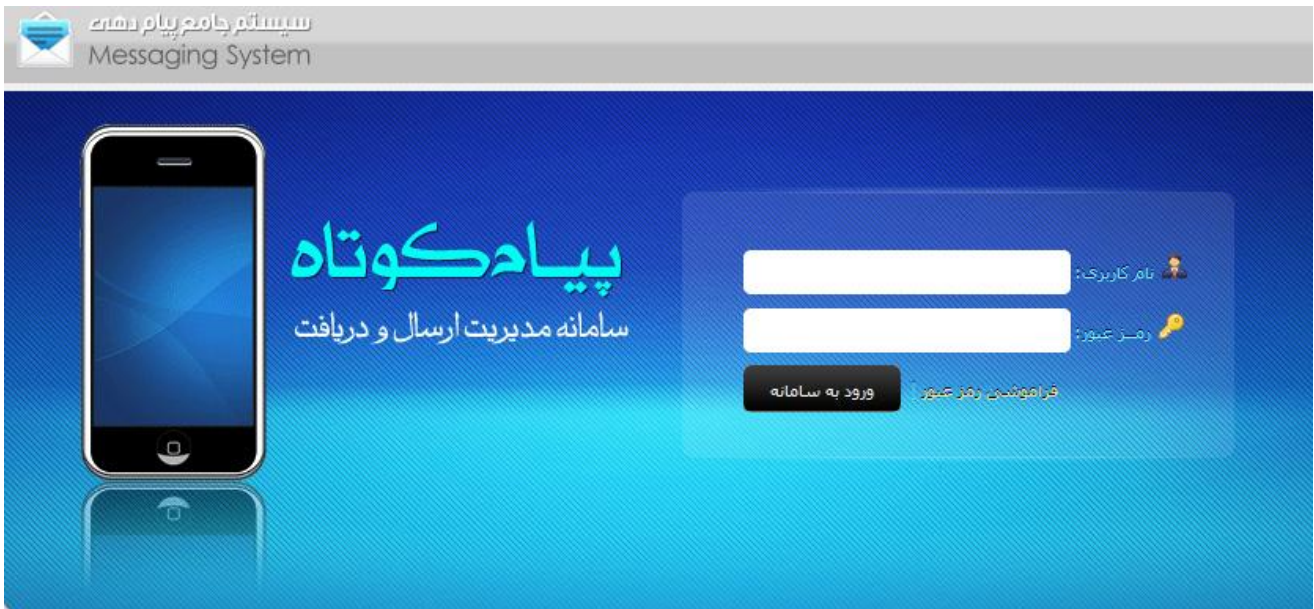 سیستم جامع پیام دهی
Messaging System
پیام کوتاه
سامانه مدیریت ارسال و دریافت
نام کاربری:
رمــز عبور:
فراموشی رمز عبور
ورود به سامانه